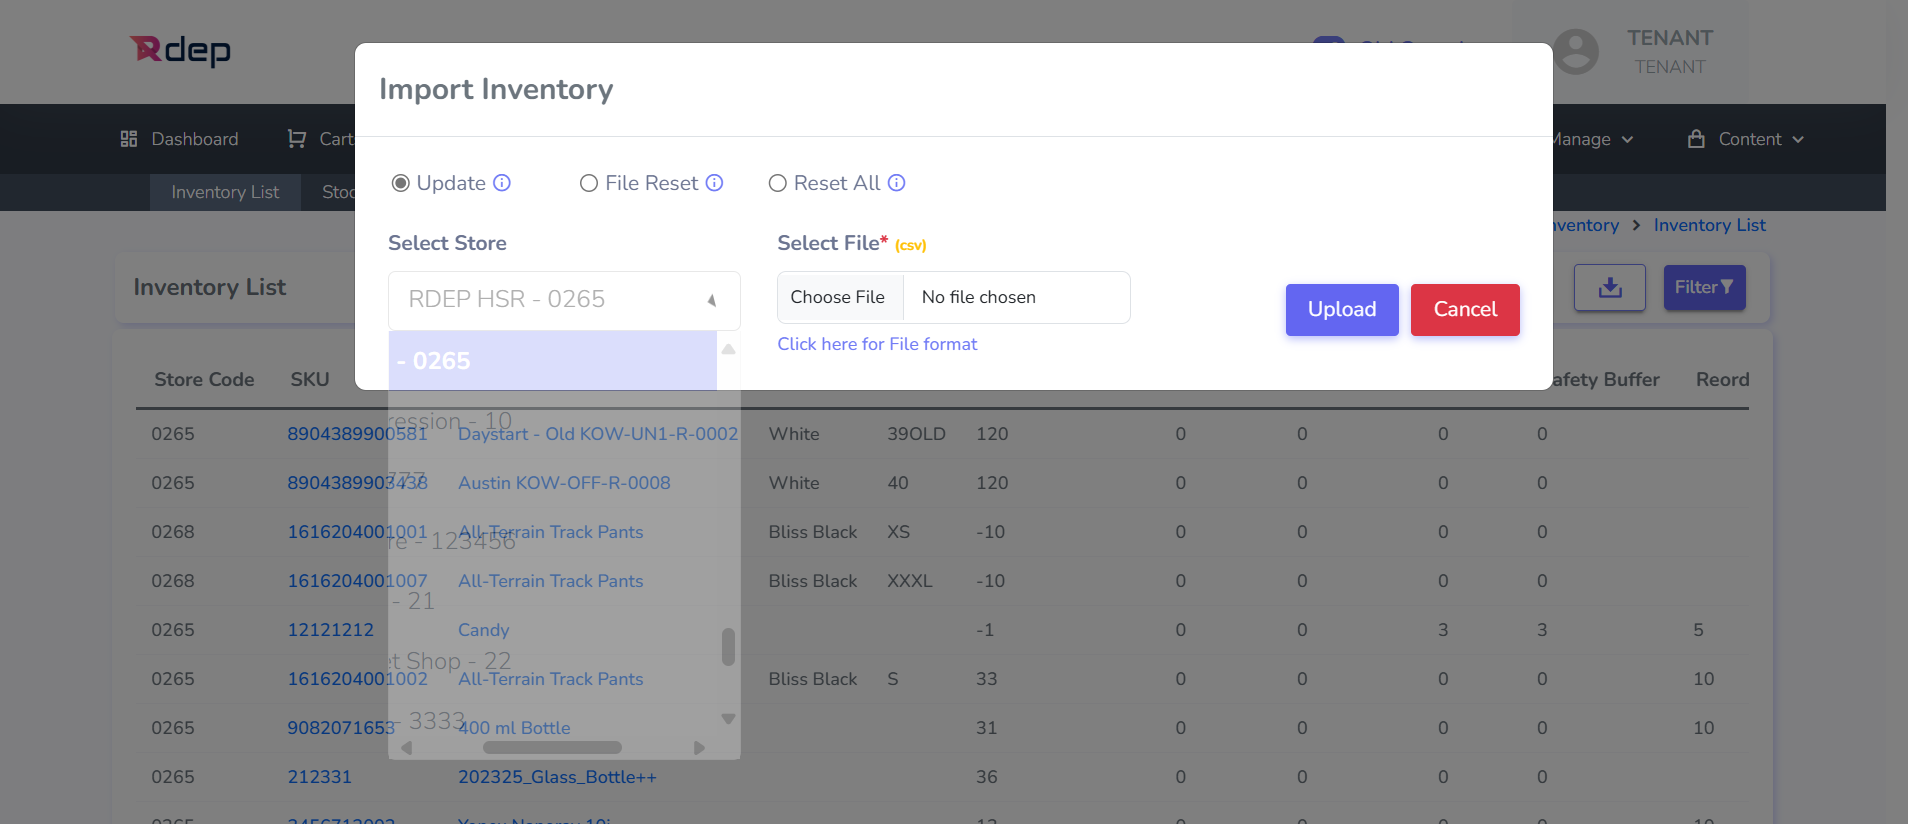 Rdep
TENANT
TENANT
Import Inventory
Dashboard
Cart
Manage
Content
Update
File Reset
Reset All
Inventory List
Stoc
nventory
Inventory List
Select Store
Select File* (csv)
Inventory List
RDEP HSR - 0265
Choose File
No file chosen
Upload
Cancel
Filter
Click here for File format
- 0265
Store Code
SKU
afety Buffer
Reord
ression - 10
0265 8904389900581 Daystart - Old KOW-UN1-R-0002 White 39OLD 120 0 0 0 0
777
0265 8904389903438 Austin KOW-OFF-R-0008 White 40 120 0 0 0 0
0268 1616204001001 All-Terrain Track Pants Bliss Black XS -10 0 0 0 0
re - 123456
0268 1616204001007 All-Terrain Track Pants Bliss Black XXXL -10 0 0 0 0
- 21
0265 12121212 Candy -1 0 0 3 3 5
et Shop - 22
0265 1616204001002 All-Terrain Track Pants Bliss Black S 33 0 0 0 0 10
- 3333
0265 9082071653 400 ml Bottle 31 0 0 0 0 10
0265 212331 202325_Glass_Bottle++ 36 0 0 0 0